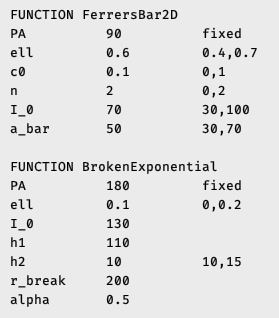 FUNCTION FerrersBar2D
PA 90 fixed
ell 0.6 0.4,0.7
c0 0.1 0,1
n 2 0,2
I_0 70 30,100
a_bar 50 30,70
FUNCTION BrokenExponential
PA 180 fixed
ell 0.1 0,0.2
I_0 130
h1 110
h2 10 10,15
r_break 200
alpha 0.5